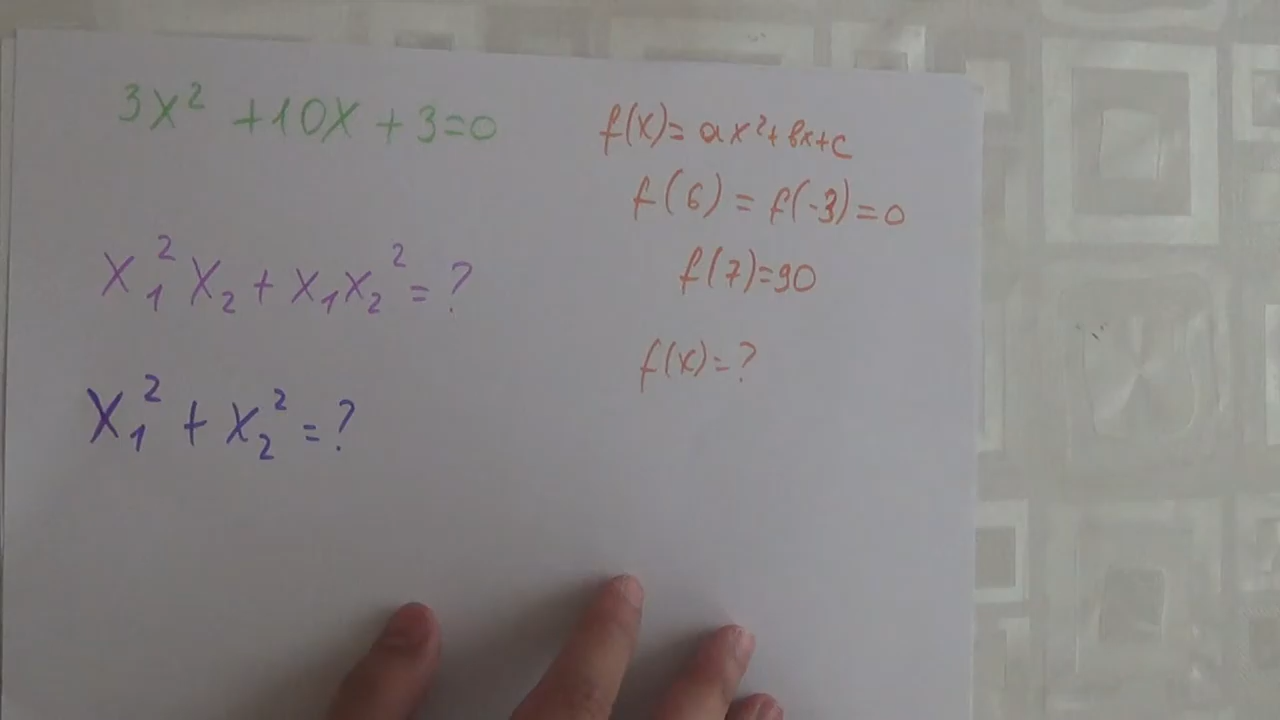 3x² + 10x + 3 = 0
x₁²x₂ + x₁x₂² = ?
x₁² + x₂² = ?
f(x) = ax² + bx + c
f(6) = f(-3) = 0
f(7) = 90
f(x) = ?